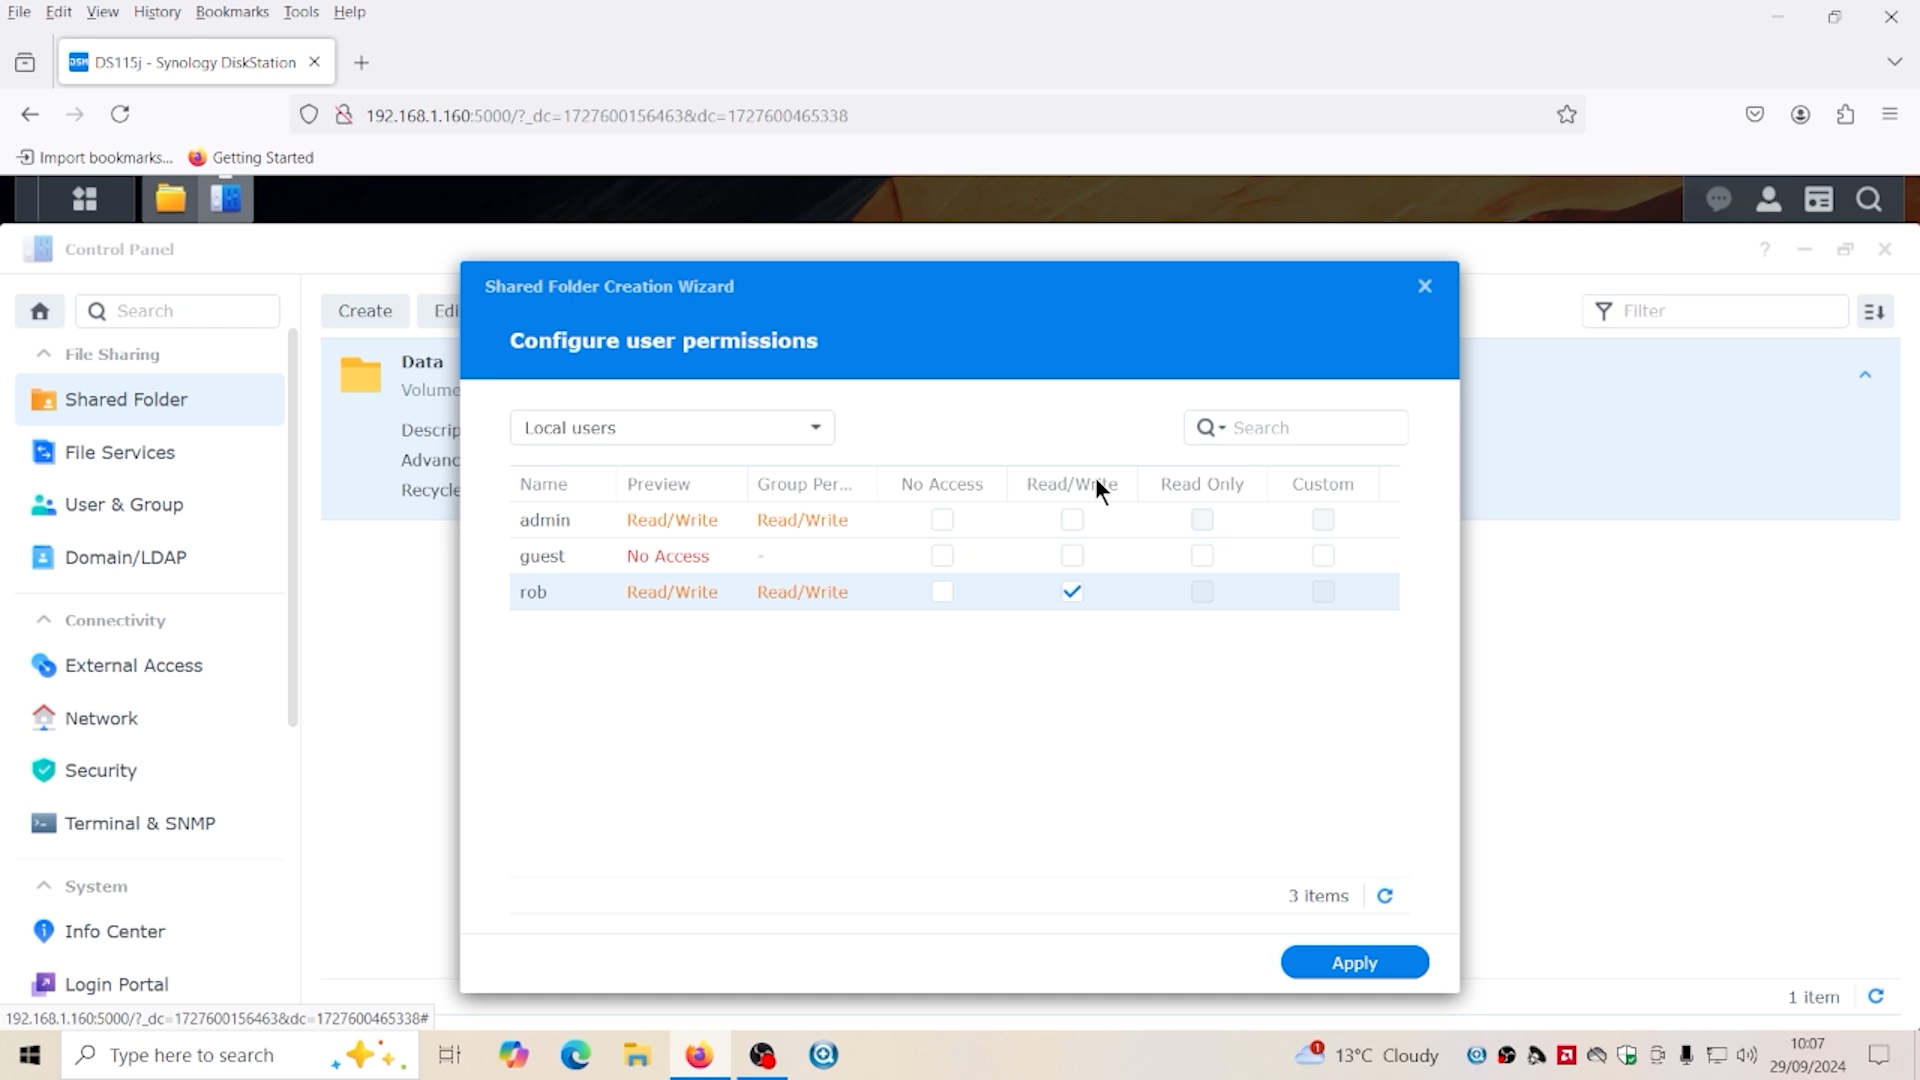 File Edit View History Bookmarks Tools Help
DS115j - Synology DiskStation
192.168.1.160:5000/?_dc=1727600156463&dc=1727600465338
Import bookmarks... Getting Started
Control Panel
Search
Create
Filter
File Sharing
Shared Folder
File Services
User & Group
Domain/LDAP
Connectivity
External Access
Network
Security
Terminal & SNMP
System
Info Center
Login Portal
Data
Shared Folder Creation Wizard
Configure user permissions
Local users
Search
Name Preview Group Per... No Access Read/Write Read Only Custom
admin Read/Write Read/Write
guest No Access -
rob Read/Write Read/Write
3 items
Apply
1 item
192.168.1.160:5000/?_dc=1727600156463&dc=1727600465338#
Type here to search
1
13°C Cloudy
10:07
29/09/2024